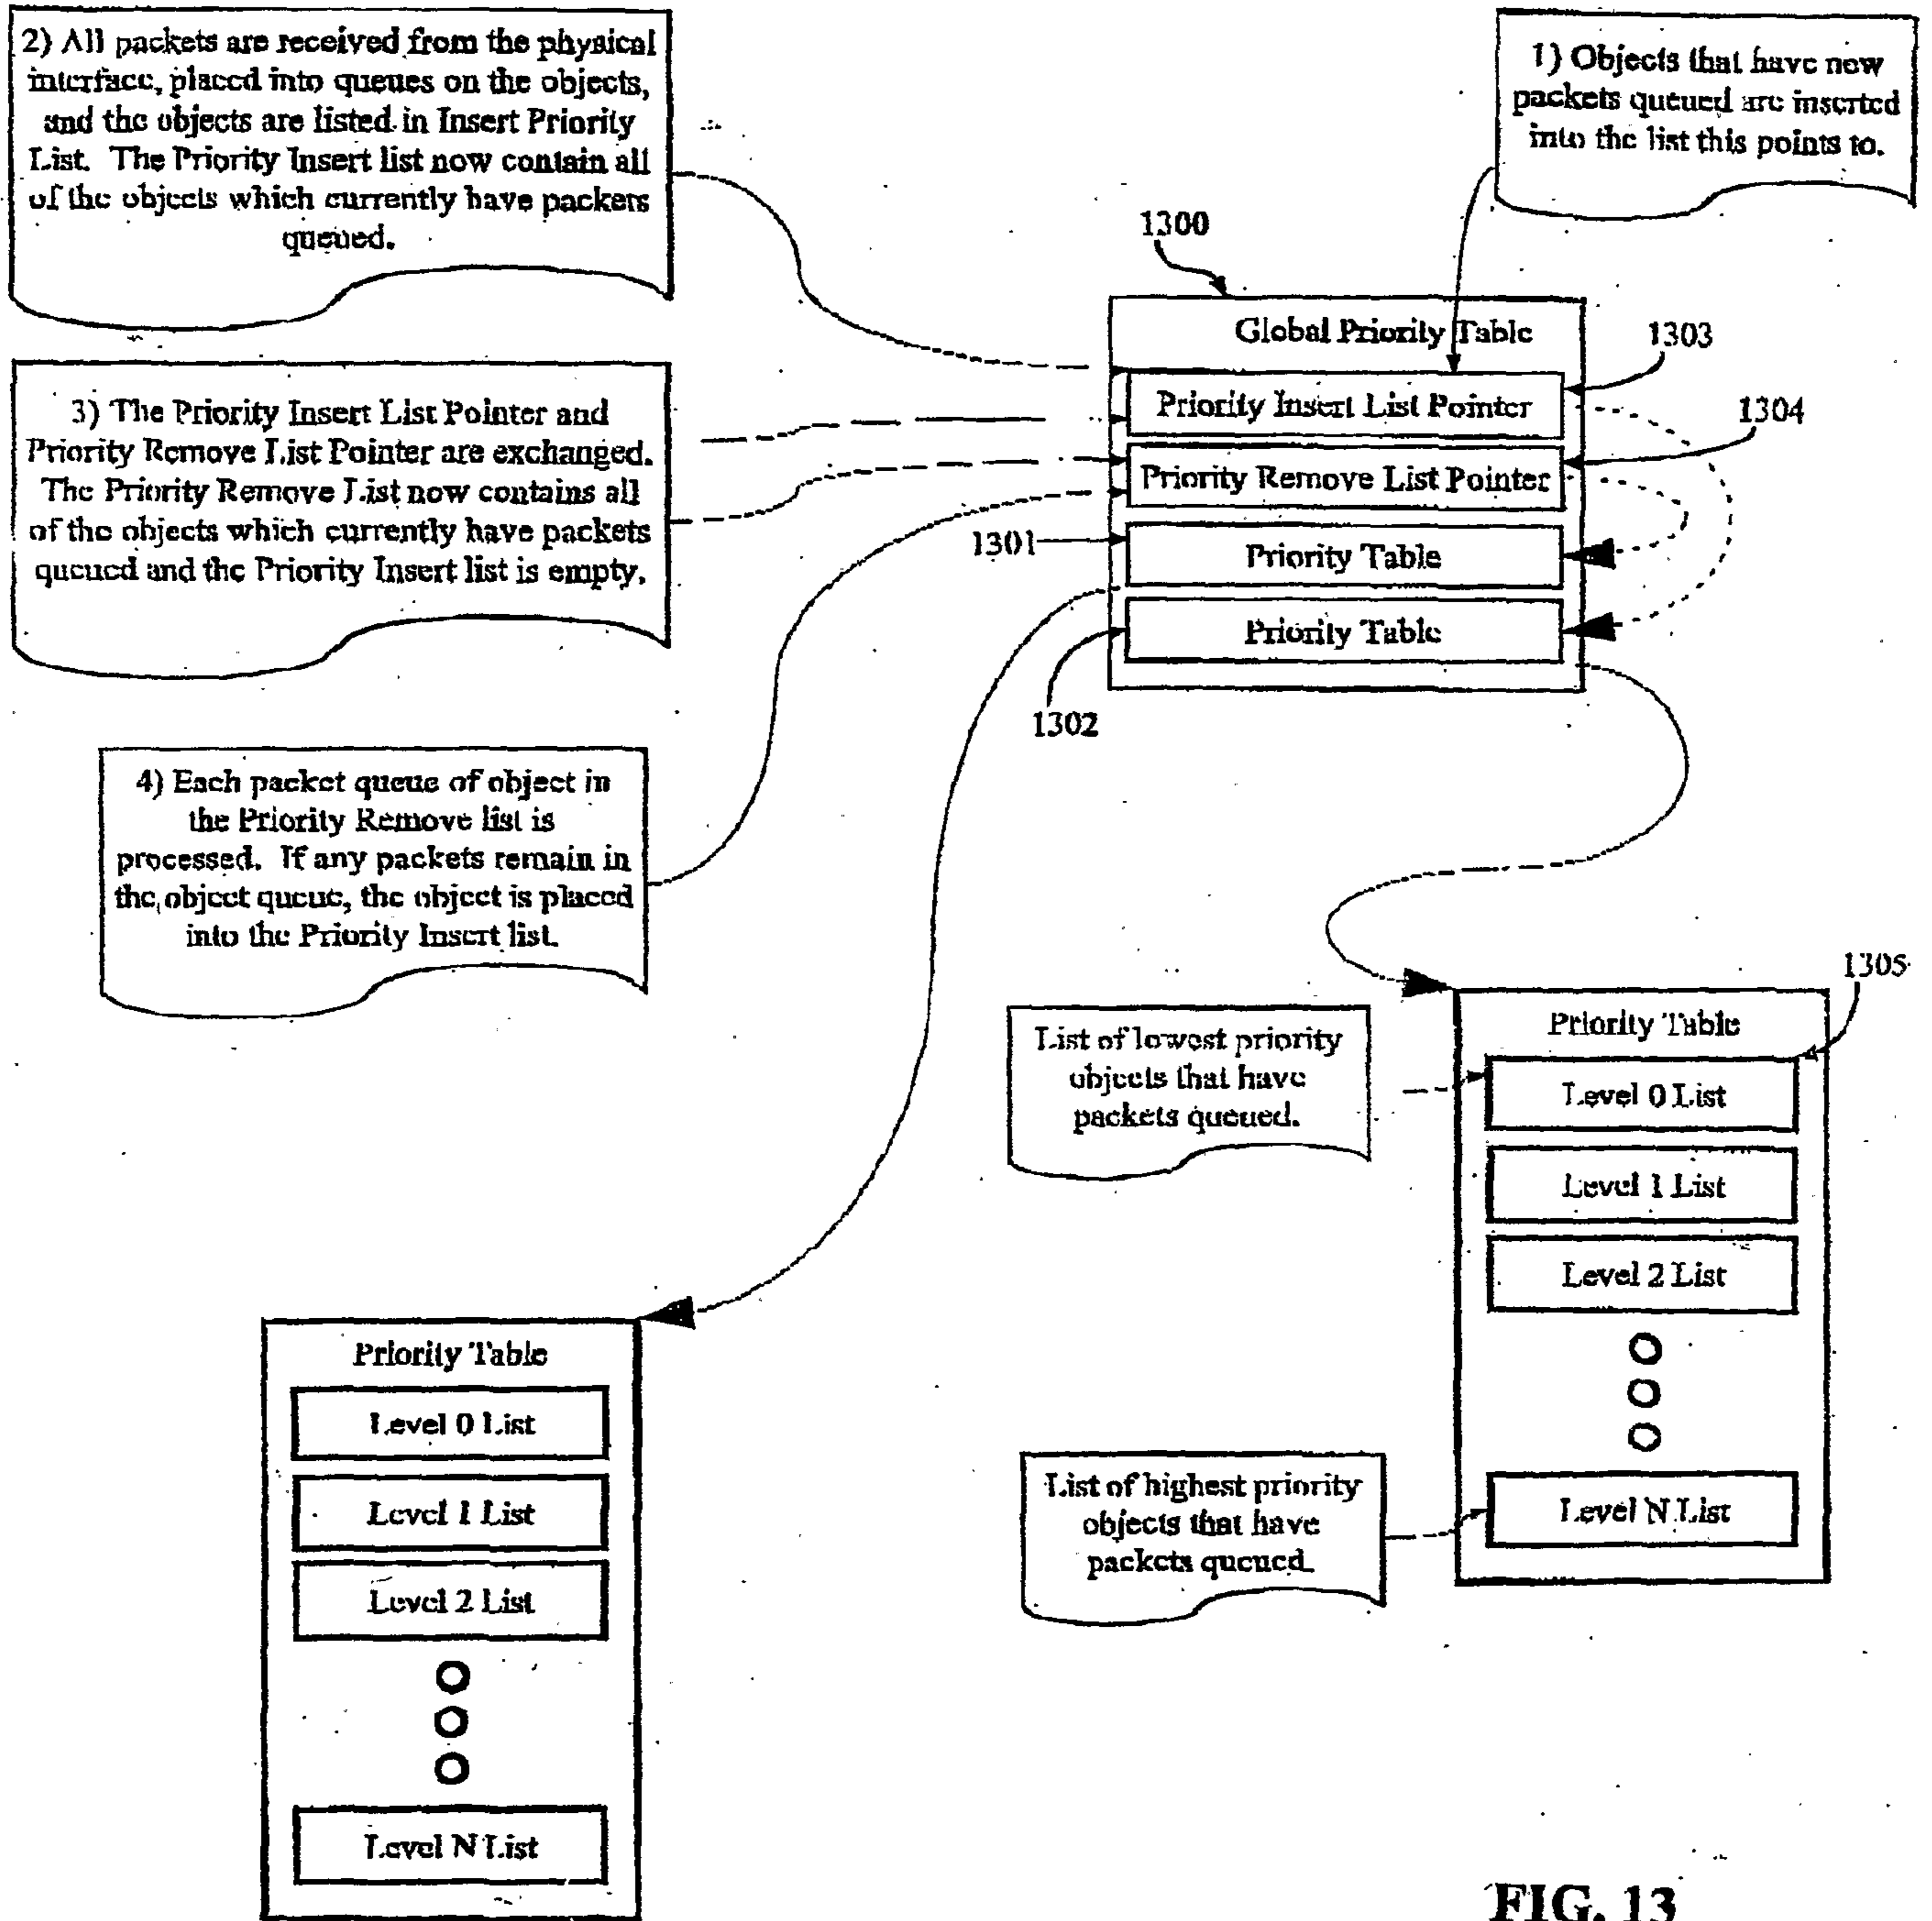 2) All packets are received from the physical
interface, placed into queues on the objects,
and the objects are listed in Insert Priority
List. The Priority Insert list now contain all
of the objects which currently have packets
queued.
1) Objects that have new
packets queued are inserted
into the list this points to.
1300
Global Priority Table
1303
Priority Insert List Pointer
1304
Priority Remove List Pointer
1301
Priority Table
Priority Table
1302
3) The Priority Insert List Pointer and
Priority Remove List Pointer are exchanged.
The Priority Remove List now contains all
of the objects which currently have packets
queued and the Priority Insert list is empty.
4) Each packet queue of object in
the Priority Remove list is
processed. If any packets remain in
the object queue, the object is placed
into the Priority Insert list.
1305
List of lowest priority
objects that have
packets queued.
Priority Table
Level 0 List
Level 1 List
Level 2 List
List of highest priority
objects that have
packets queued.
Level N List
Priority Table
Level 0 List
Level 1 List
Level 2 List
Level N List
FIG. 13